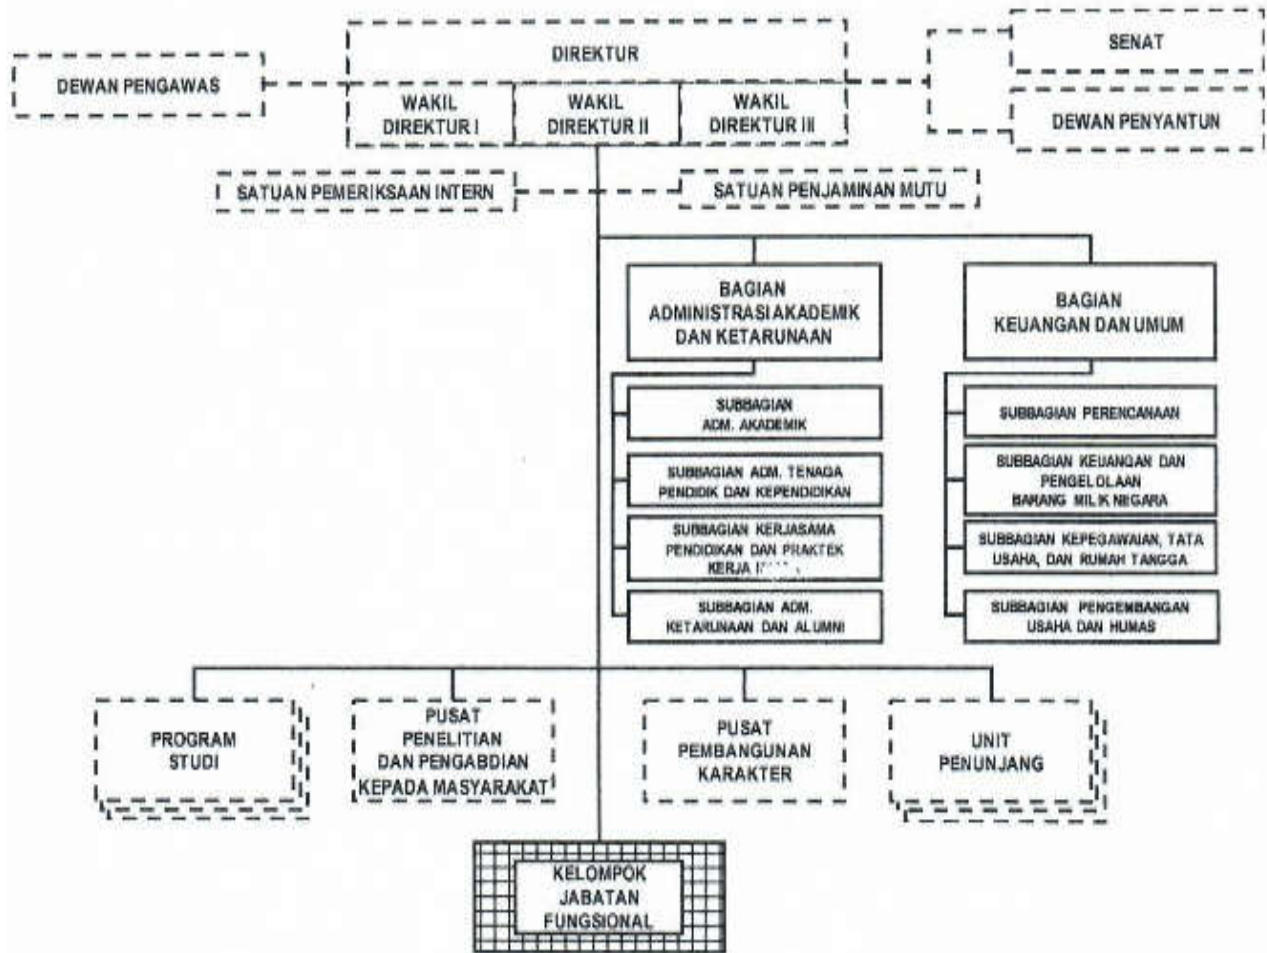 DIREKTUR
SENAT
DEWAN PENGAWAS
WAKIL
DIREKTUR I
WAKIL
DIREKTUR II
WAKIL
DIREKTUR III
DEWAN PENYANTUN
SATUAN PEMERIKSAAN INTERN
SATUAN PENJAMINAN MUTU
BAGIAN
ADMINISTRASI AKADEMIK
DAN KETARUNAAN
BAGIAN
KEUANGAN DAN UMUM
SUBBAGIAN
ADM. AKADEMIK
SUBBAGIAN ADM. TENAGA
PENDIDIK DAN KEPENDIDIKAN
SUBBAGIAN KERJASAMA
PENDIDIKAN DAN PRAKTEK
KERJA
SUBBAGIAN ADM.
KETARUNAAN DAN ALUMNI
SUBBAGIAN PERENCANAAN
SUBBAGIAN KEUANGAN DAN
PENGELOLAAN
BARANG MILIK NEGARA
SUBBAGIAN KEPEGAWAIAN, TATA
USAHA, DAN RUMAH TANGGA
SUBBAGIAN PENGEMBANGAN
USAHA DAN HUMAS
PROGRAM
STUDI
PUSAT
PENELITIAN
DAN PENGABDIAN
KEPADA MASYARAKAT
PUSAT
PEMBANGUNAN
KARAKTER
UNIT
PENUNJANG
KELOMPOK
JABATAN
FUNGSIONAL